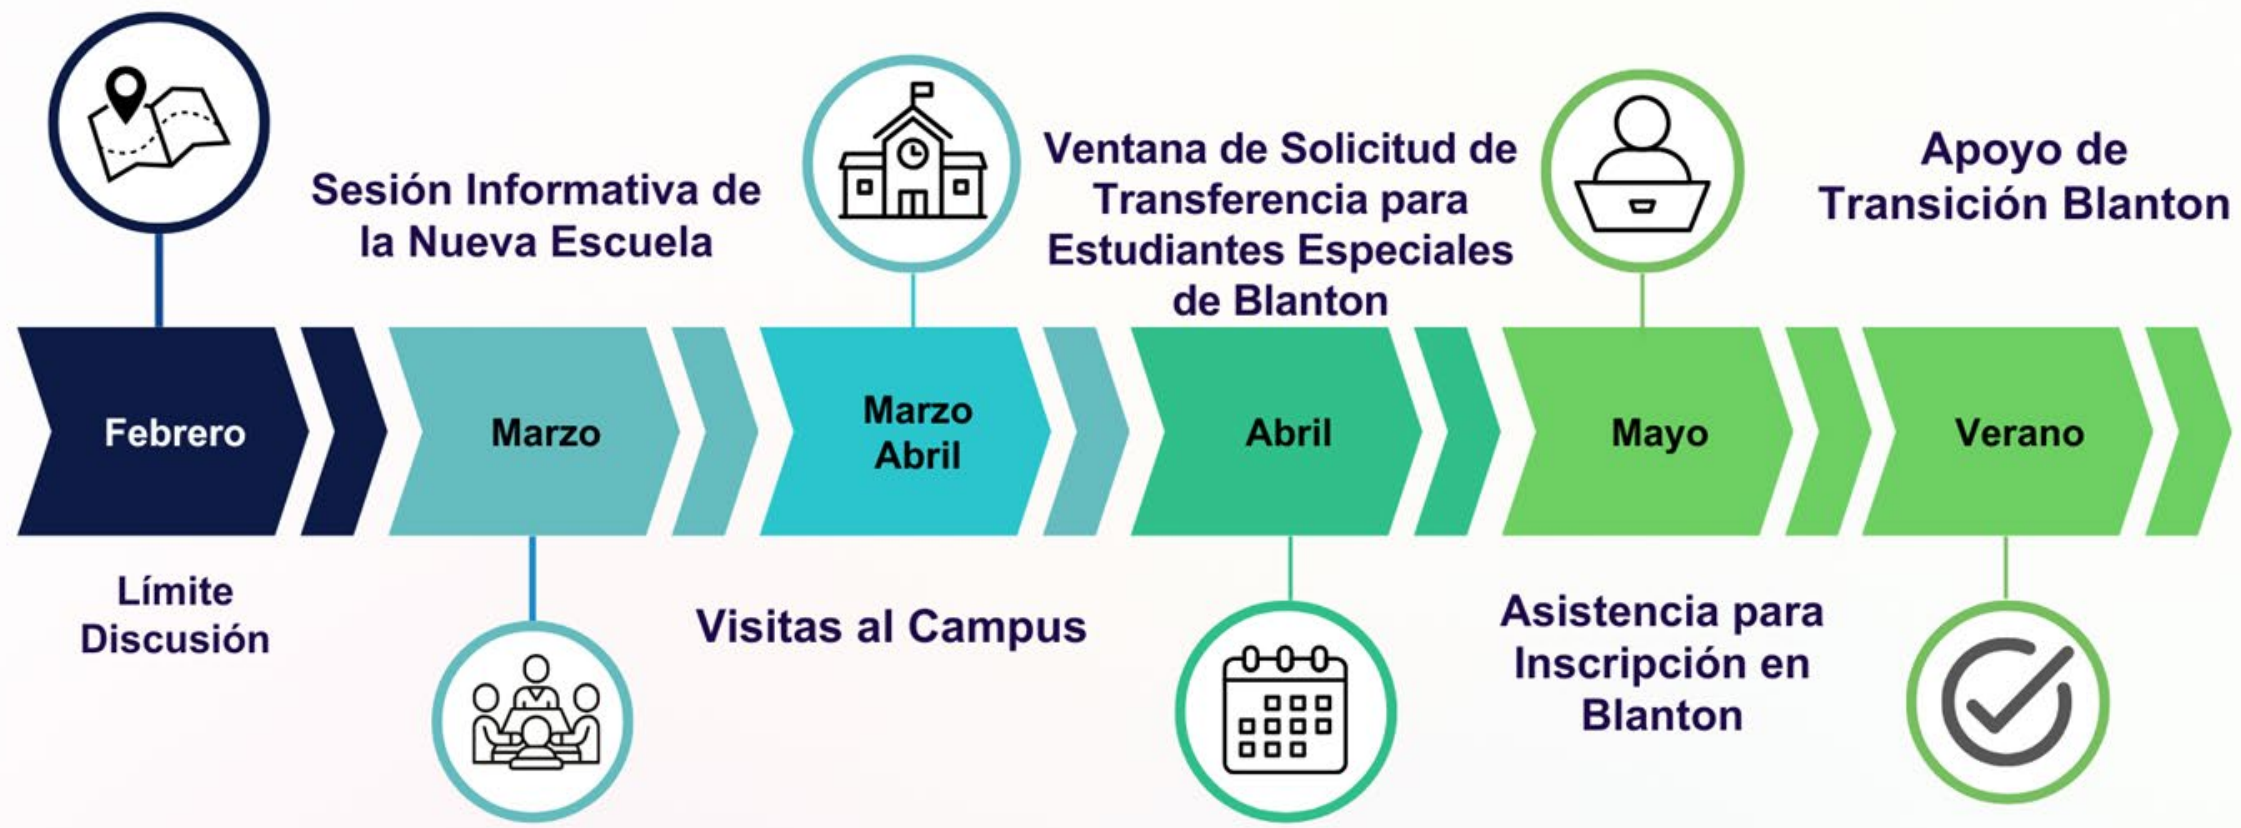 Febrero
Límite
Discusión
Sesión Informativa de
la Nueva Escuela
Marzo
Marzo
Abril
Visitas al Campus
Ventana de Solicitud de
Transferencia para
Estudiantes Especiales
de Blanton
Abril
Mayo
Asistencia para
Inscripción en
Blanton
Apoyo de
Transición Blanton
Verano